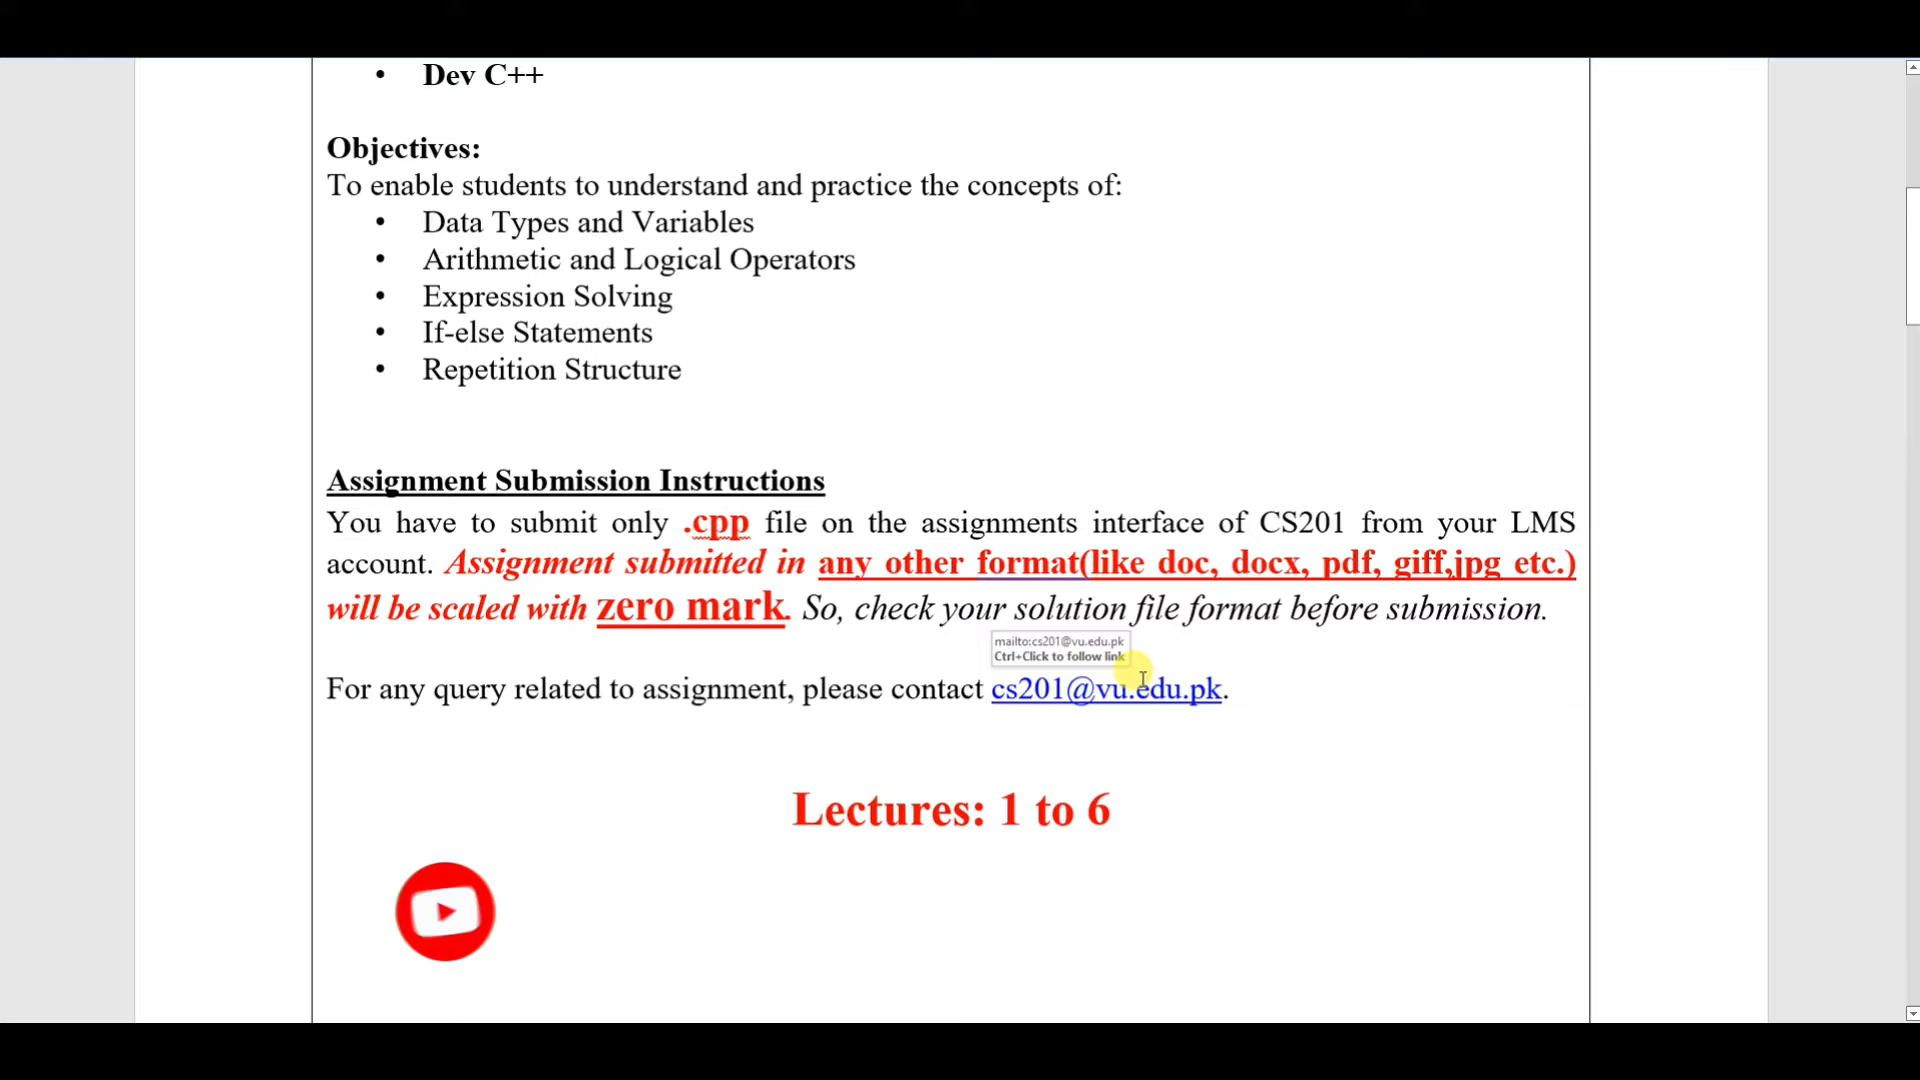 • Dev C++
Objectives:
To enable students to understand and practice the concepts of:
• Data Types and Variables
• Arithmetic and Logical Operators
• Expression Solving
• If-else Statements
• Repetition Structure
Assignment Submission Instructions
You have to submit only .cpp file on the assignments interface of CS201 from your LMS
account. Assignment submitted in any other format(like doc, docx, pdf, giff,jpg etc.)
will be scaled with zero mark. So, check your solution file format before submission.
mailto:cs201@vu.edu.pk
Ctrl+Click to follow link
For any query related to assignment, please contact cs201@vu.edu.pk.
Lectures: 1 to 6